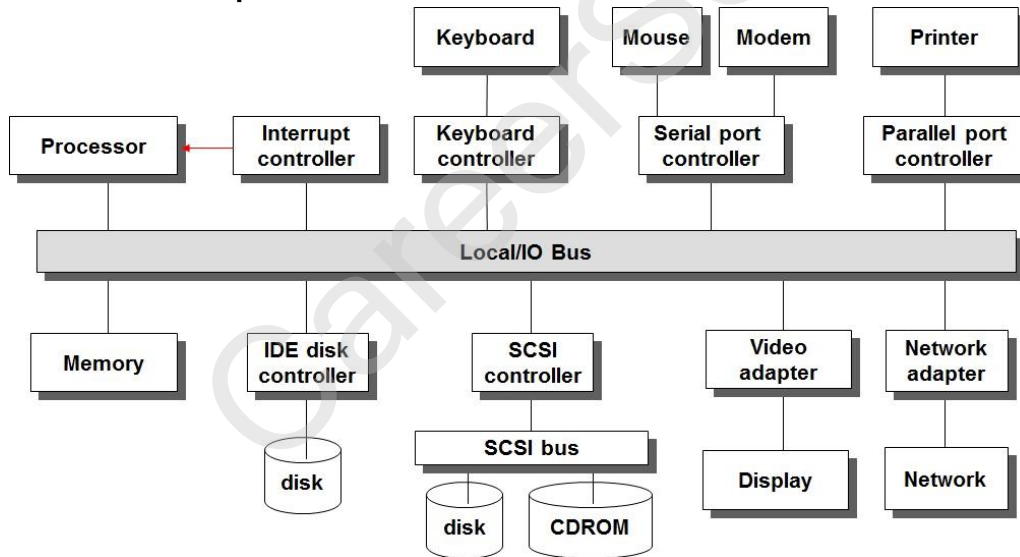 Keyboard
Mouse
Modem
Printer
Processor
Interrupt
controller
Keyboard
controller
Serial port
controller
Parallel port
controller
Local/IO Bus
Memory
IDE disk
controller
SCSI
controller
Video
adapter
Network
adapter
SCSI bus
disk
Display
Network
disk
CDROM